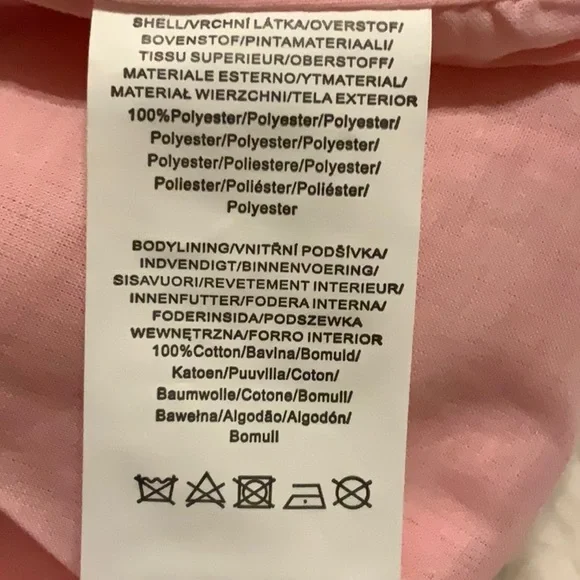 SHELL/VRCHNÍ LÁTKA/OVERSTOF/
BOVENSTOF/PINTAMATERIAALI/
TISSU SUPERIEUR/OBERSTOFF/
MATERIALE ESTERNO/YTMATERIAL/
MATERIAŁ WIERZCHNI/TELA EXTERIOR
100%Polyester/Polyester/Polyester/
Polyester/Polyester/Polyester/
Polyester/Poliestere/Polyester/
Poliester/Poliéster/Poliéster/
Polyester
BODYLINING/VNITŘNÍ PODŠÍVKA/
INDVENDIGT/BINNENVOERING/
SISAVUORI/REVETEMENT INTERIEUR/
INNENFUTTER/FODERA INTERNA/
FODERINSIDA/PODSZEWKA
WEWNĘTRZNA/FORRO INTERIOR
100%Cotton/Bavlna/Bomuld/
Katoen/Puuvilla/Coton/
Baumwolle/Cotone/Bomull/
Bawełna/Algodão/Algodón/
Bomull